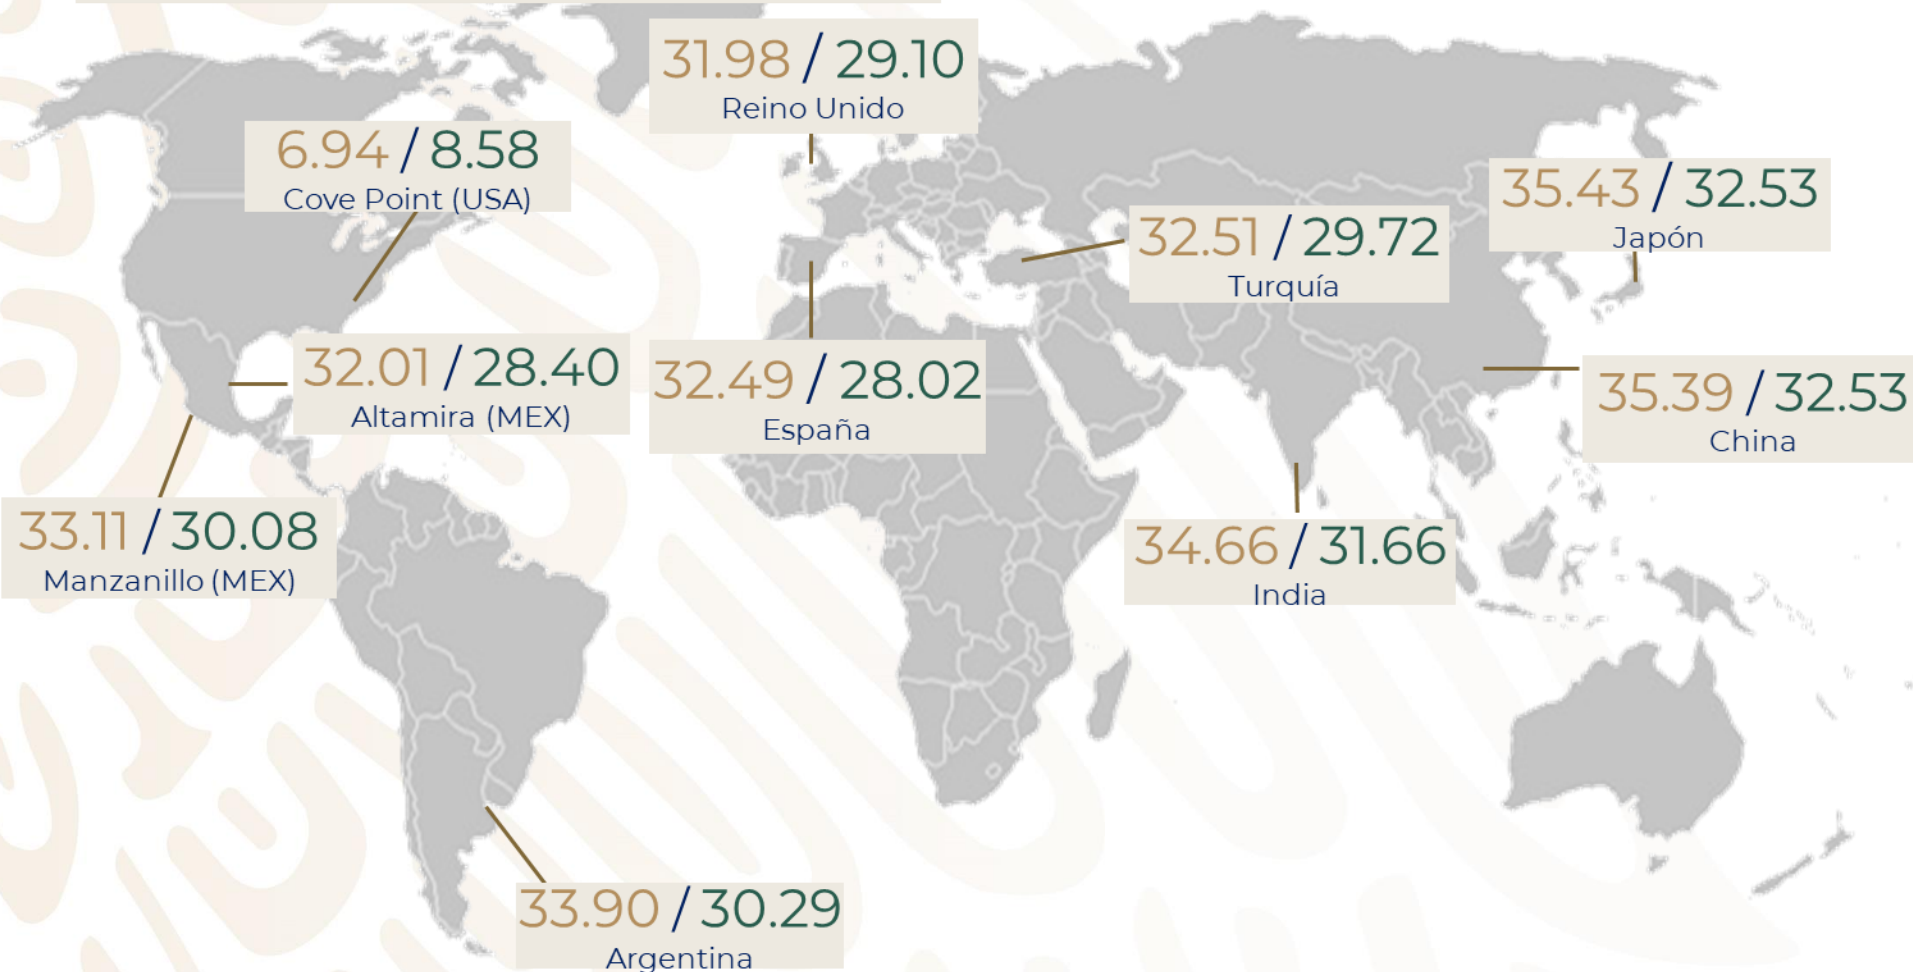 31.98 / 29.10
Reino Unido
6.94 / 8.58
Cove Point (USA)
35.43 / 32.53
Japón
32.51 / 29.72
Turquía
32.01 / 28.40
Altamira (MEX)
32.49 / 28.02
España
35.39 / 32.53
China
33.11 / 30.08
Manzanillo (MEX)
34.66 / 31.66
India
33.90 / 30.29
Argentina